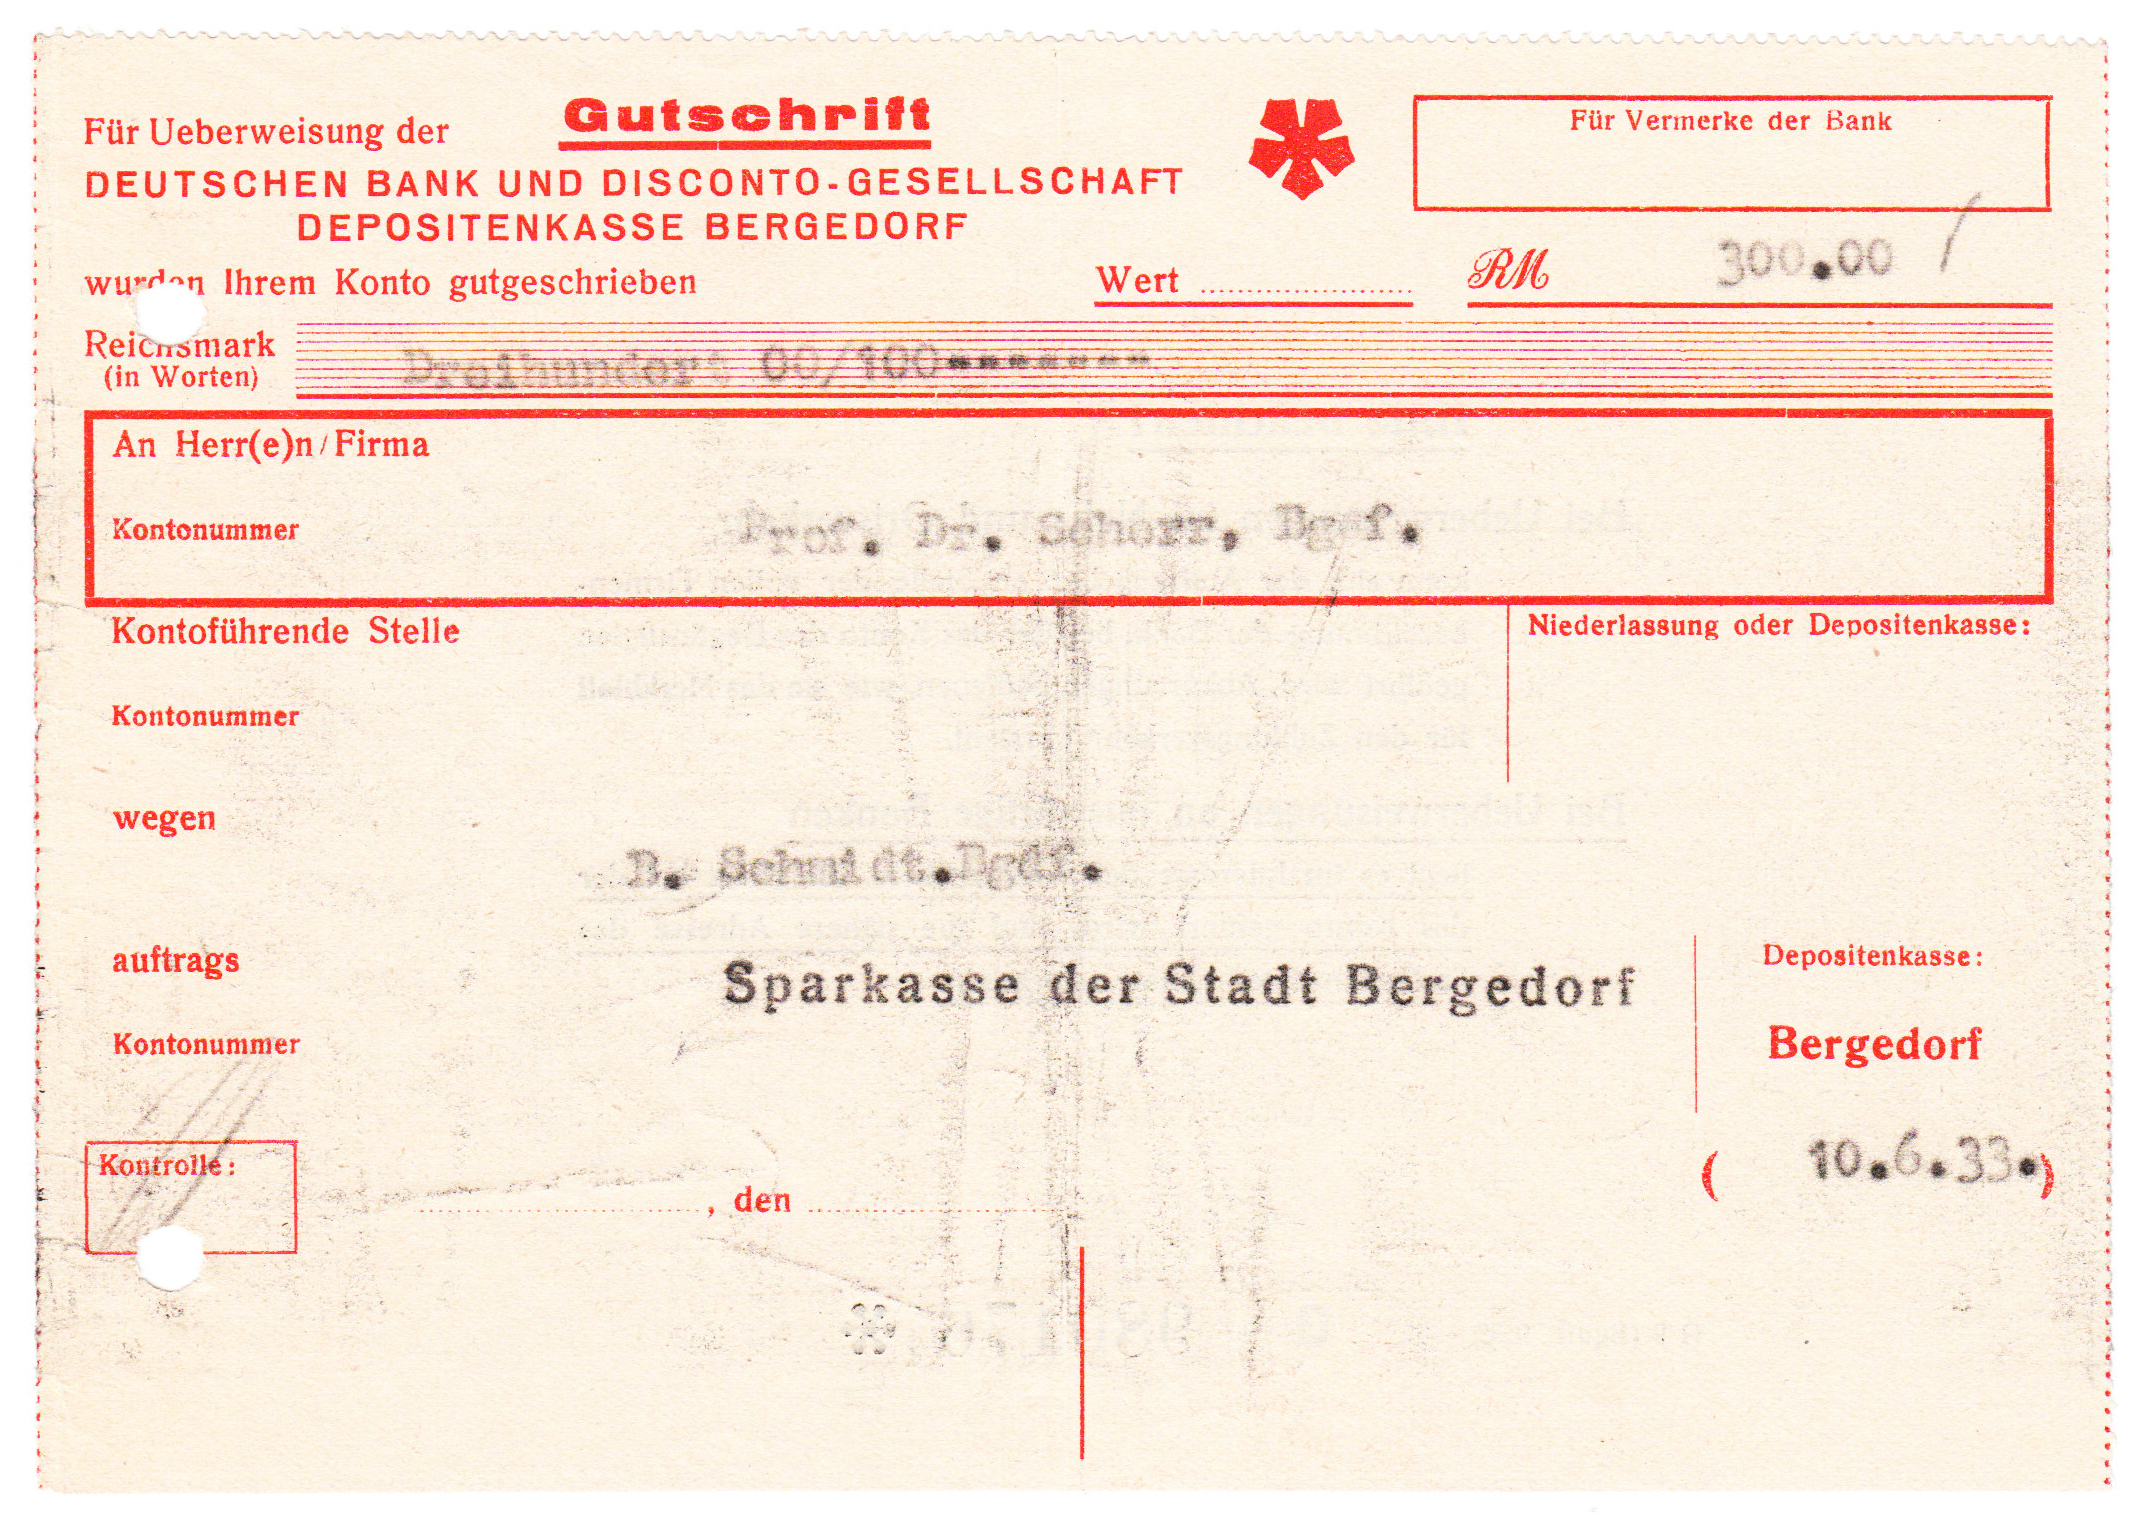 Gutschrift
Für Ueberweisung der
DEUTSCHEN BANK UND DISCONTO-GESELLSCHAFT
DEPOSITENKASSE BERGEDORF
wurden Ihrem Konto gutgeschrieben
Für Vermerke der Bank
Wert
RM 300.00
Reichsmark
(in Worten)
Dreihundert 00/100-------
An Herr(e)n/Firma
Kontonummer
Prof. Dr. Schorr, Bgdf.
Kontoführende Stelle
Niederlassung oder Depositenkasse:
Kontonummer
wegen
B. Schmidt.Bgdf.
auftrags
Sparkasse der Stadt Bergedorf
Kontonummer
Depositenkasse:
Bergedorf
Kontrolle:
, den
( 10.6.33.)